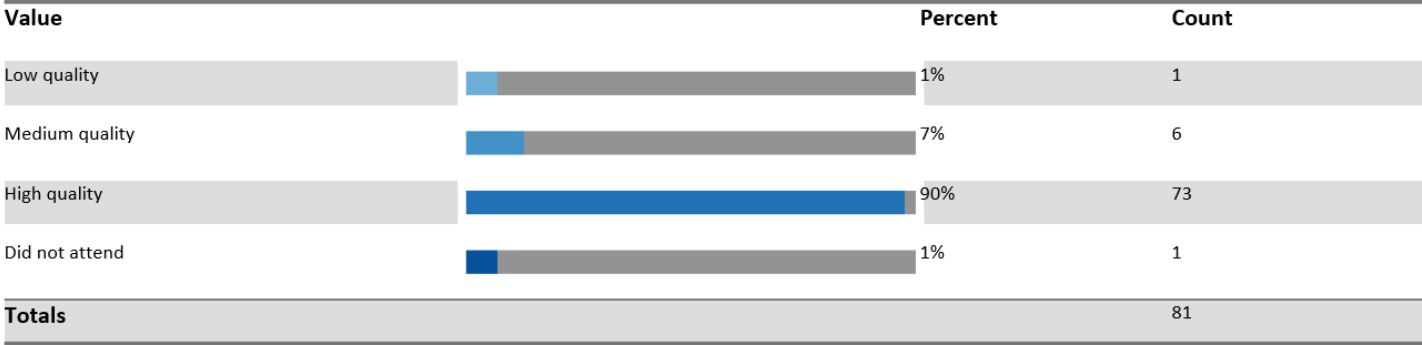 Value Percent Count
Low quality 1% 1
Medium quality 7% 6
High quality 90% 73
Did not attend 1% 1
Totals 81